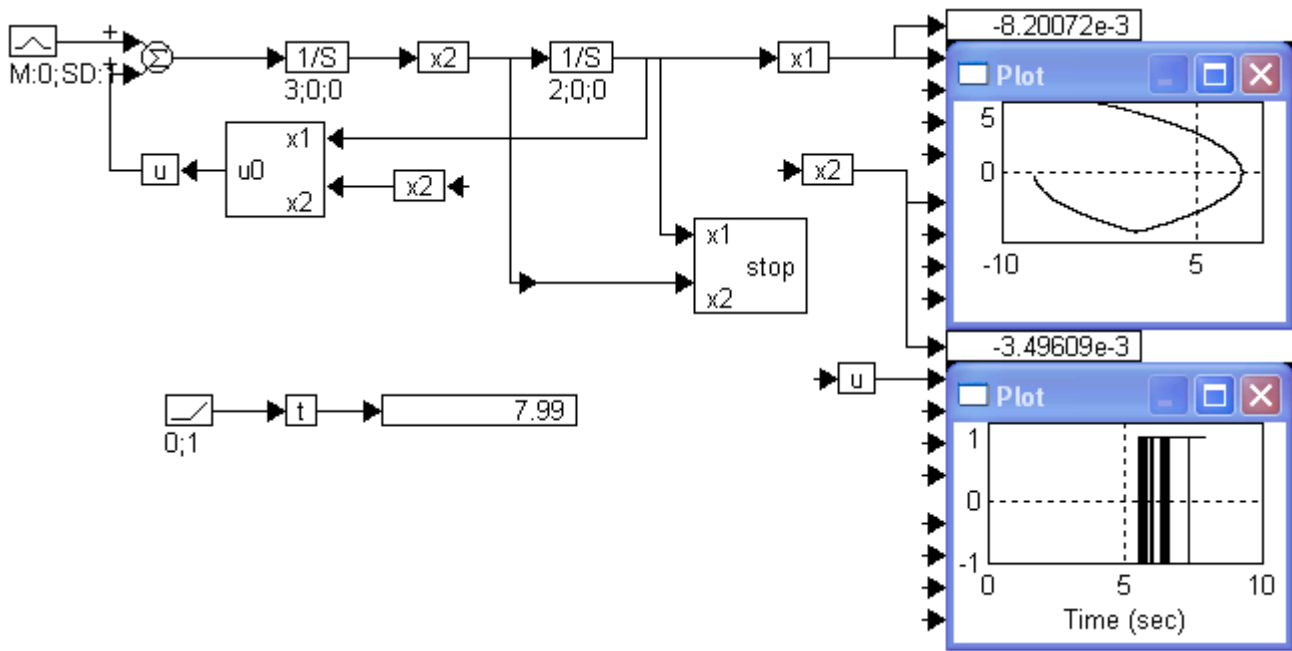 -8.20072e-3
+
Σ
1/S
x2
1/S
x1
Plot
M:0;SD:1
+
3;0;0
2;0;0
5
x1
u
u0
x2
x2
0
x2
-10
5
x1
stop
x2
-3.49609e-3
u
Plot
t
7.99
0;1
1
0
-1
0
5
10
Time (sec)